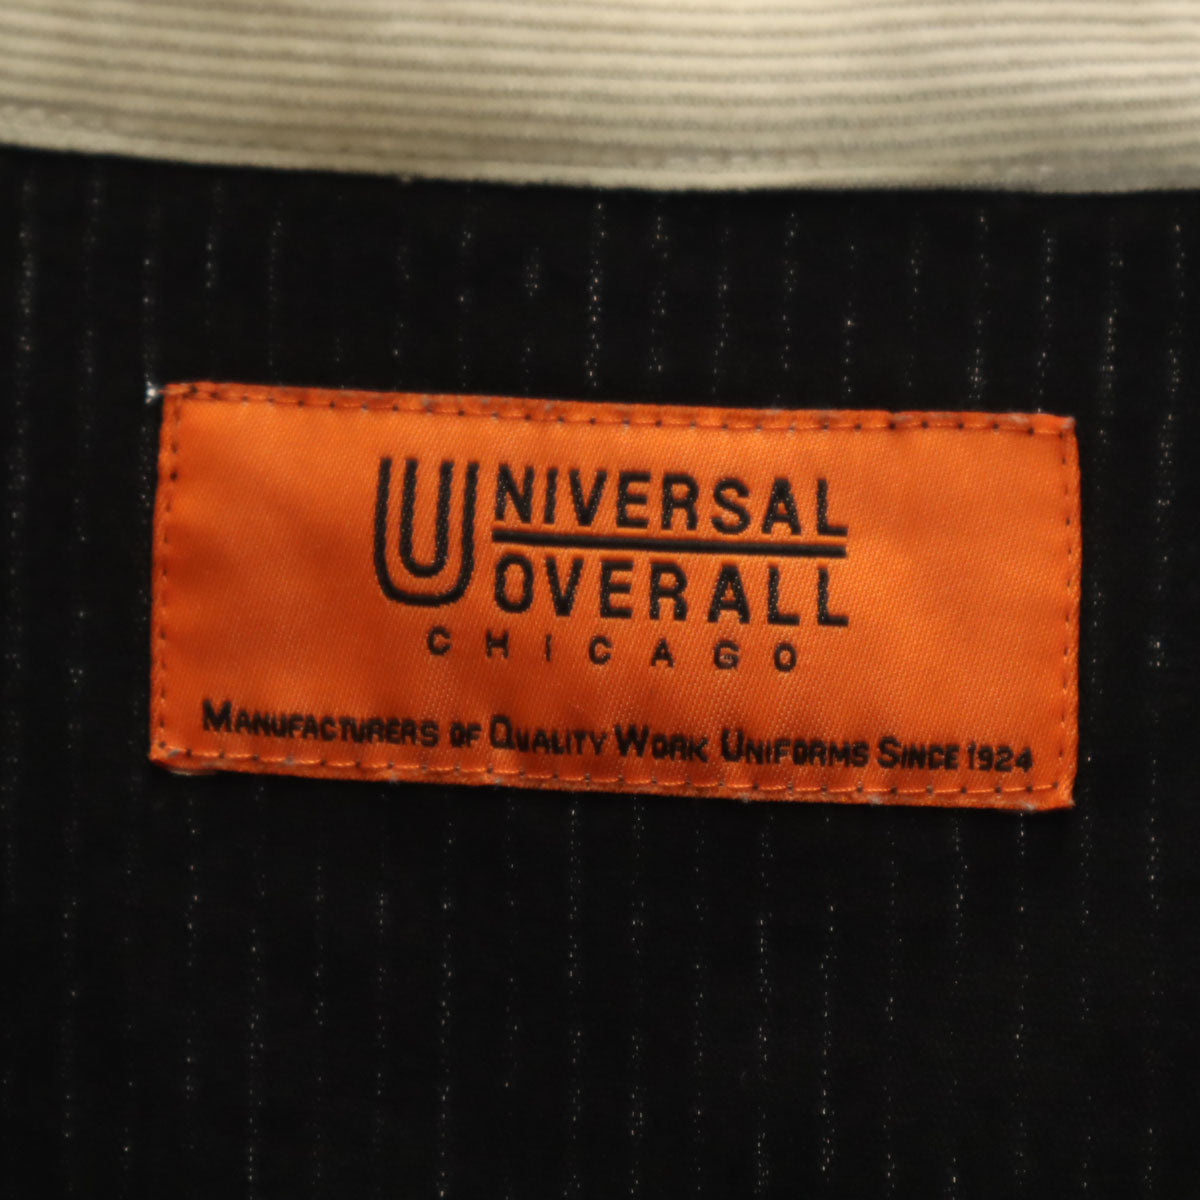 UNIVERSAL
OVERALL
CHICAGO
MANUFACTURERS OF QUALITY WORK UNIFORMS SINCE 1924